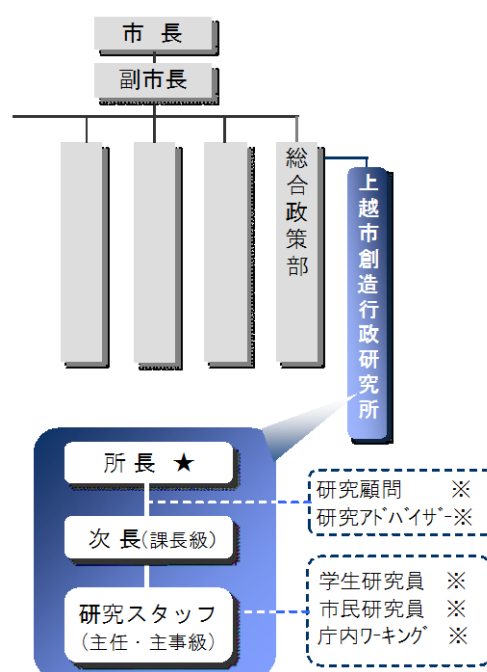 市 長
副市長
総合政策部
上越市創造行政研究所
所 長 ★
次 長(課長級)
研究スタッフ
(主任・主事級)
研究顧問 ※
研究アドバイザー※
学生研究員 ※
市民研究員 ※
庁内ワーキング ※